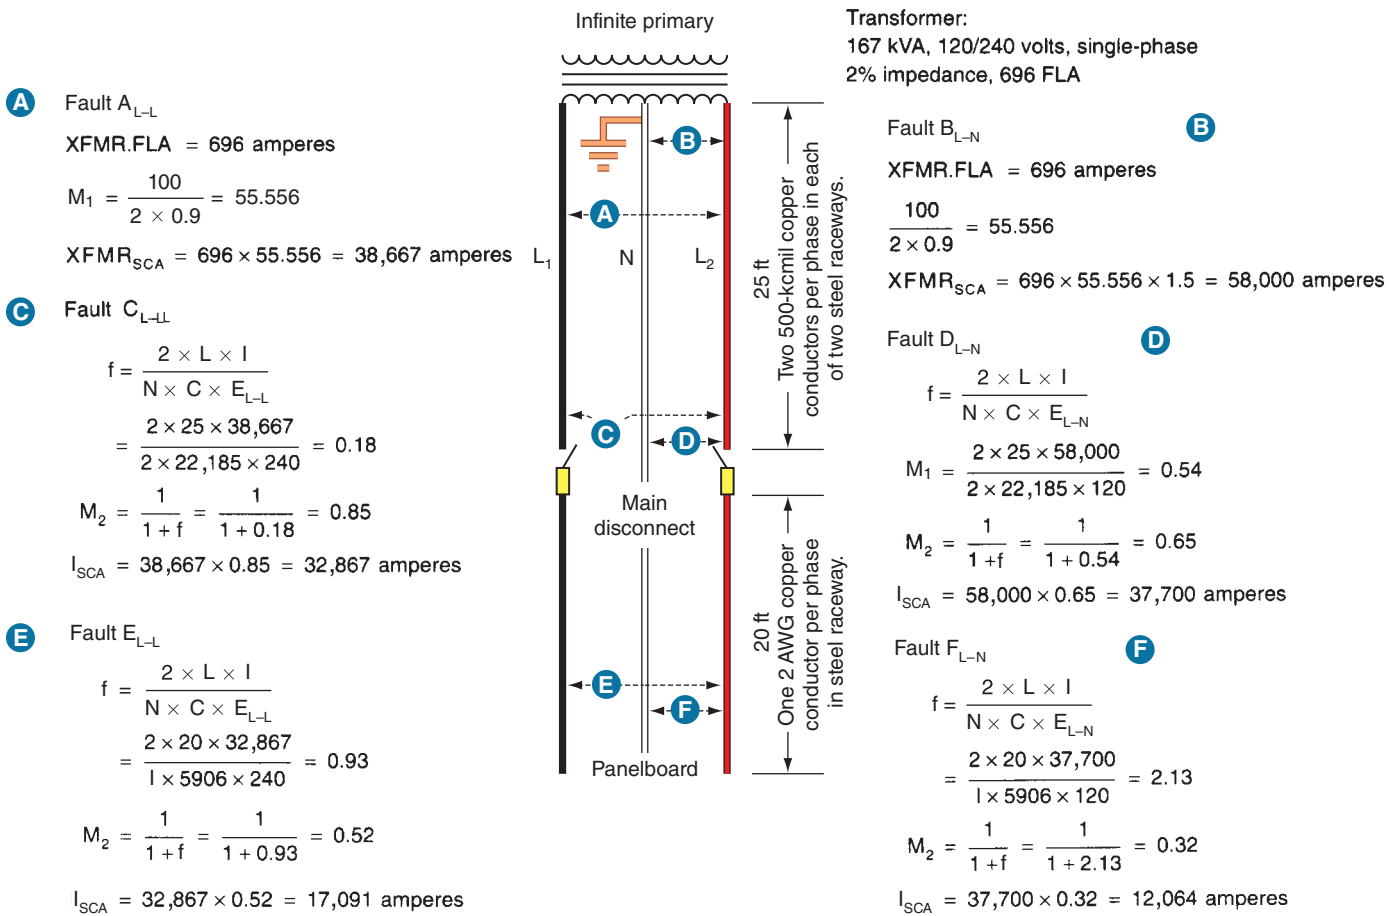 Infinite primary
Transformer:
167 kVA, 120/240 volts, single-phase
2% impedance, 696 FLA
A Fault A L–L
XFMR.FLA = 696 amperes
M1 = 100 / 2 × 0.9 = 55.556
XFMR SCA = 696 × 55.556 = 38,667 amperes
C Fault C L–LL
f = 2 × L × I / N × C × E L–L
= 2 × 25 × 38,667 / 2 × 22,185 × 240 = 0.18
M2 = 1 / 1 + f = 1 / 1 + 0.18 = 0.85
I SCA = 38,667 × 0.85 = 32,867 amperes
E Fault E L–L
f = 2 × L × I / N × C × E L–L
= 2 × 20 × 32,867 / I × 5906 × 240 = 0.93
M2 = 1 / 1 + f = 1 / 1 + 0.93 = 0.52
I SCA = 32,867 × 0.52 = 17,091 amperes
B
A
L1
N
L2
C
D
Main
disconnect
E
F
Panelboard
25 ft
Two 500-kcmil copper
conductors per phase in each
of two steel raceways.
20 ft
One 2 AWG copper
conductor per phase
in steel raceway.
Fault B L–N B
XFMR.FLA = 696 amperes
100 / 2 × 0.9 = 55.556
XFMR SCA = 696 × 55.556 × 1.5 = 58,000 amperes
Fault D L–N D
f = 2 × L × I / N × C × E L–N
M1 = 2 × 25 × 58,000 / 2 × 22,185 × 120 = 0.54
M2 = 1 / 1 +f = 1 / 1 + 0.54 = 0.65
I SCA = 58,000 × 0.65 = 37,700 amperes
Fault F L–N F
f = 2 × L × I / N × C × E L–N
= 2 × 20 × 37,700 / I × 5906 × 120 = 2.13
M2 = 1 / 1 +f = 1 / 1 + 2.13 = 0.32
I SCA = 37,700 × 0.32 = 12,064 amperes